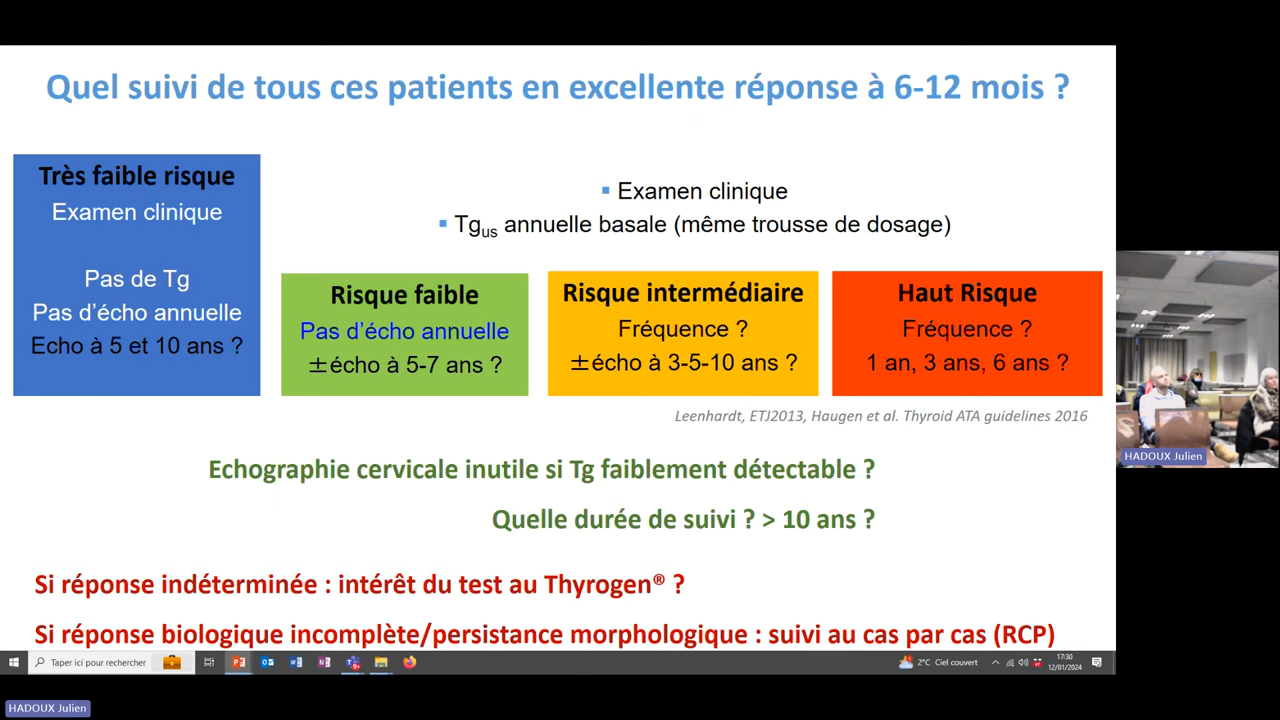 Quel suivi de tous ces patients en excellente réponse à 6-12 mois ?
Très faible risque
Examen clinique
Pas de Tg
Pas d'écho annuelle
Echo à 5 et 10 ans ?
▪ Examen clinique
▪ Tgus annuelle basale (même trousse de dosage)
Risque faible
Pas d'écho annuelle
±écho à 5-7 ans ?
Risque intermédiaire
Fréquence ?
±écho à 3-5-10 ans ?
Haut Risque
Fréquence ?
1 an, 3 ans, 6 ans ?
Leenhardt, ETJ2013, Haugen et al. Thyroid ATA guidelines 2016
Echographie cervicale inutile si Tg faiblement détectable ?
Quelle durée de suivi ? > 10 ans ?
Si réponse indéterminée : intérêt du test au Thyrogen® ?
Si réponse biologique incomplète/persistance morphologique : suivi au cas par cas (RCP)
HADOUX Julien
Taper ici pour rechercher
2°C Ciel couvert
17:30
12/01/2024
HADOUX Julien